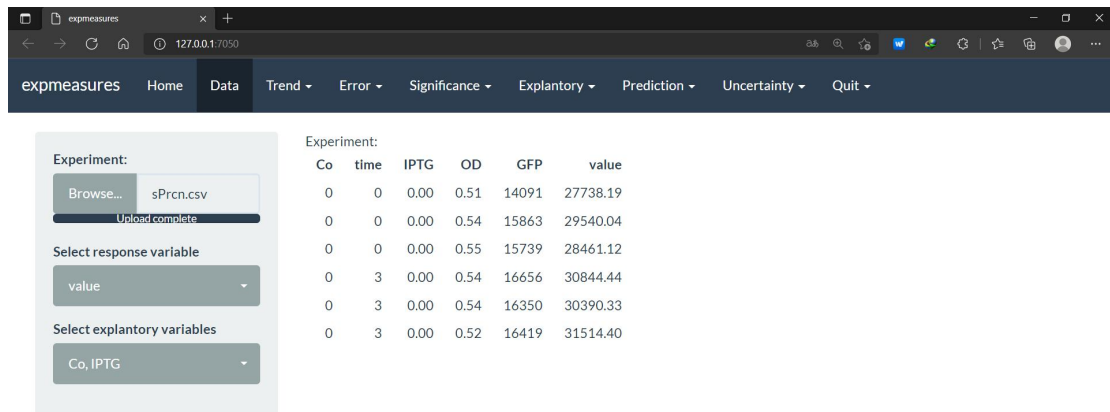 expmeasures
127.0.0.1:7050
expmeasures Home Data Trend Error Significance Explantory Prediction Uncertainty Quit
Experiment:
Browse... sPrcn.csv
Upload complete
Select response variable
value
Select explantory variables
Co, IPTG
Experiment:
Co time IPTG OD GFP value
0 0 0.00 0.51 14091 27738.19
0 0 0.00 0.54 15863 29540.04
0 0 0.00 0.55 15739 28461.12
0 3 0.00 0.54 16656 30844.44
0 3 0.00 0.54 16350 30390.33
0 3 0.00 0.52 16419 31514.40